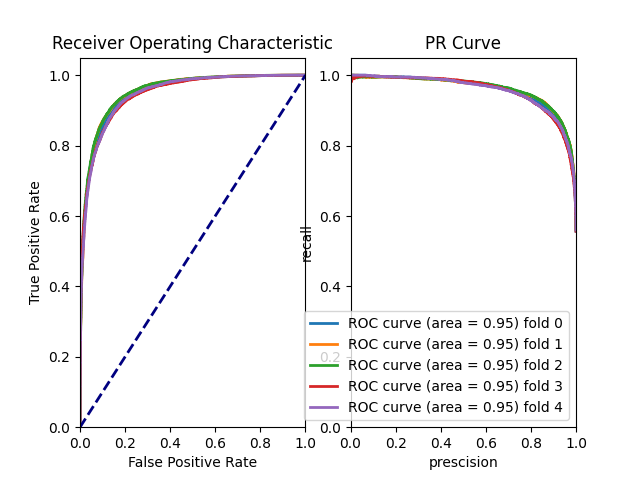 Receiver Operating Characteristic
PR Curve
1.0
0.8
0.6
0.4
0.2
0.0
True Positive Rate
0.0 0.2 0.4 0.6 0.8 1.0
False Positive Rate
1.0
0.8
0.6
0.4
0.2
0.0
recall
ROC curve (area = 0.95) fold 0
ROC curve (area = 0.95) fold 1
ROC curve (area = 0.95) fold 2
ROC curve (area = 0.95) fold 3
ROC curve (area = 0.95) fold 4
0.0 0.2 0.4 0.6 0.8 1.0
prescision